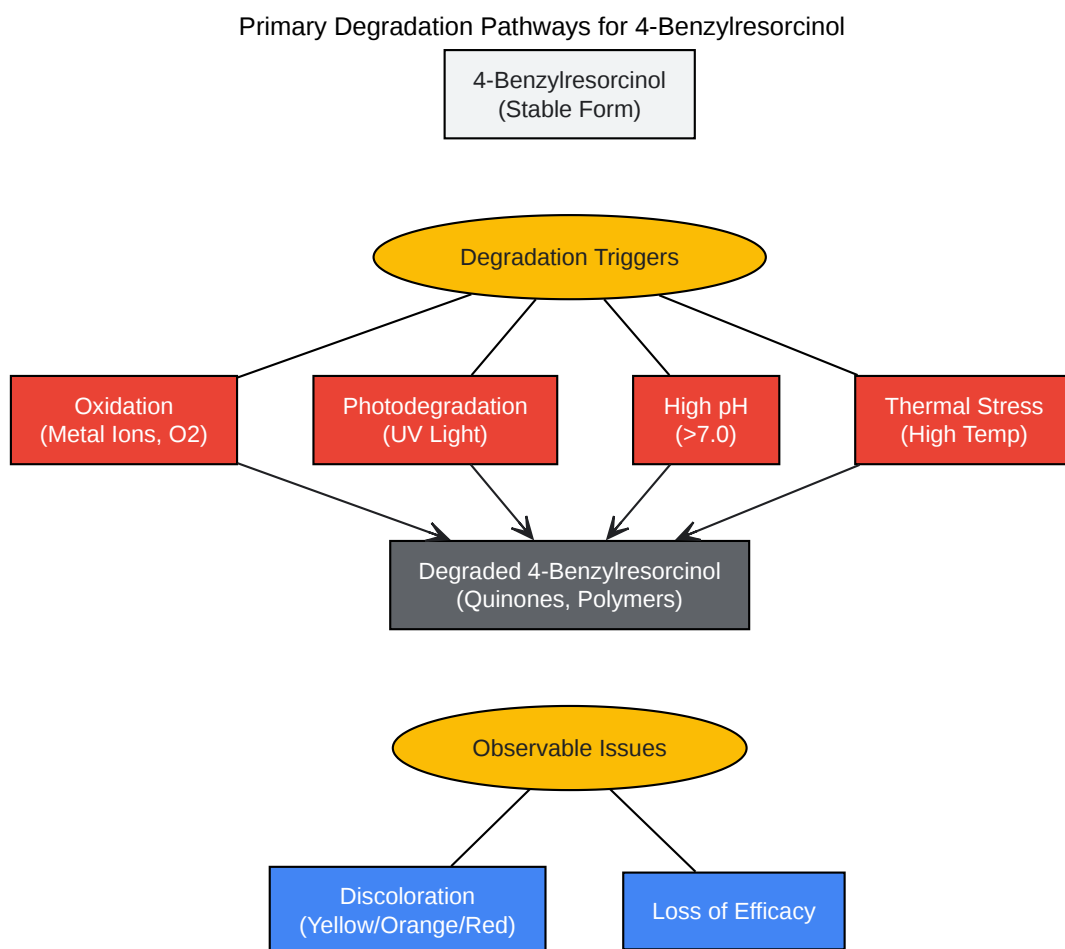 Primary Degradation Pathways for 4-Benzylresorcinol
4-Benzylresorcinol
(Stable Form)
Degradation Triggers
Oxidation
(Metal Ions, O2)
Photodegradation
(UV Light)
High pH
(>7.0)
Thermal Stress
(High Temp)
Degraded 4-Benzylresorcinol
(Quinones, Polymers)
Observable Issues
Discoloration
(Yellow/Orange/Red)
Loss of Efficacy